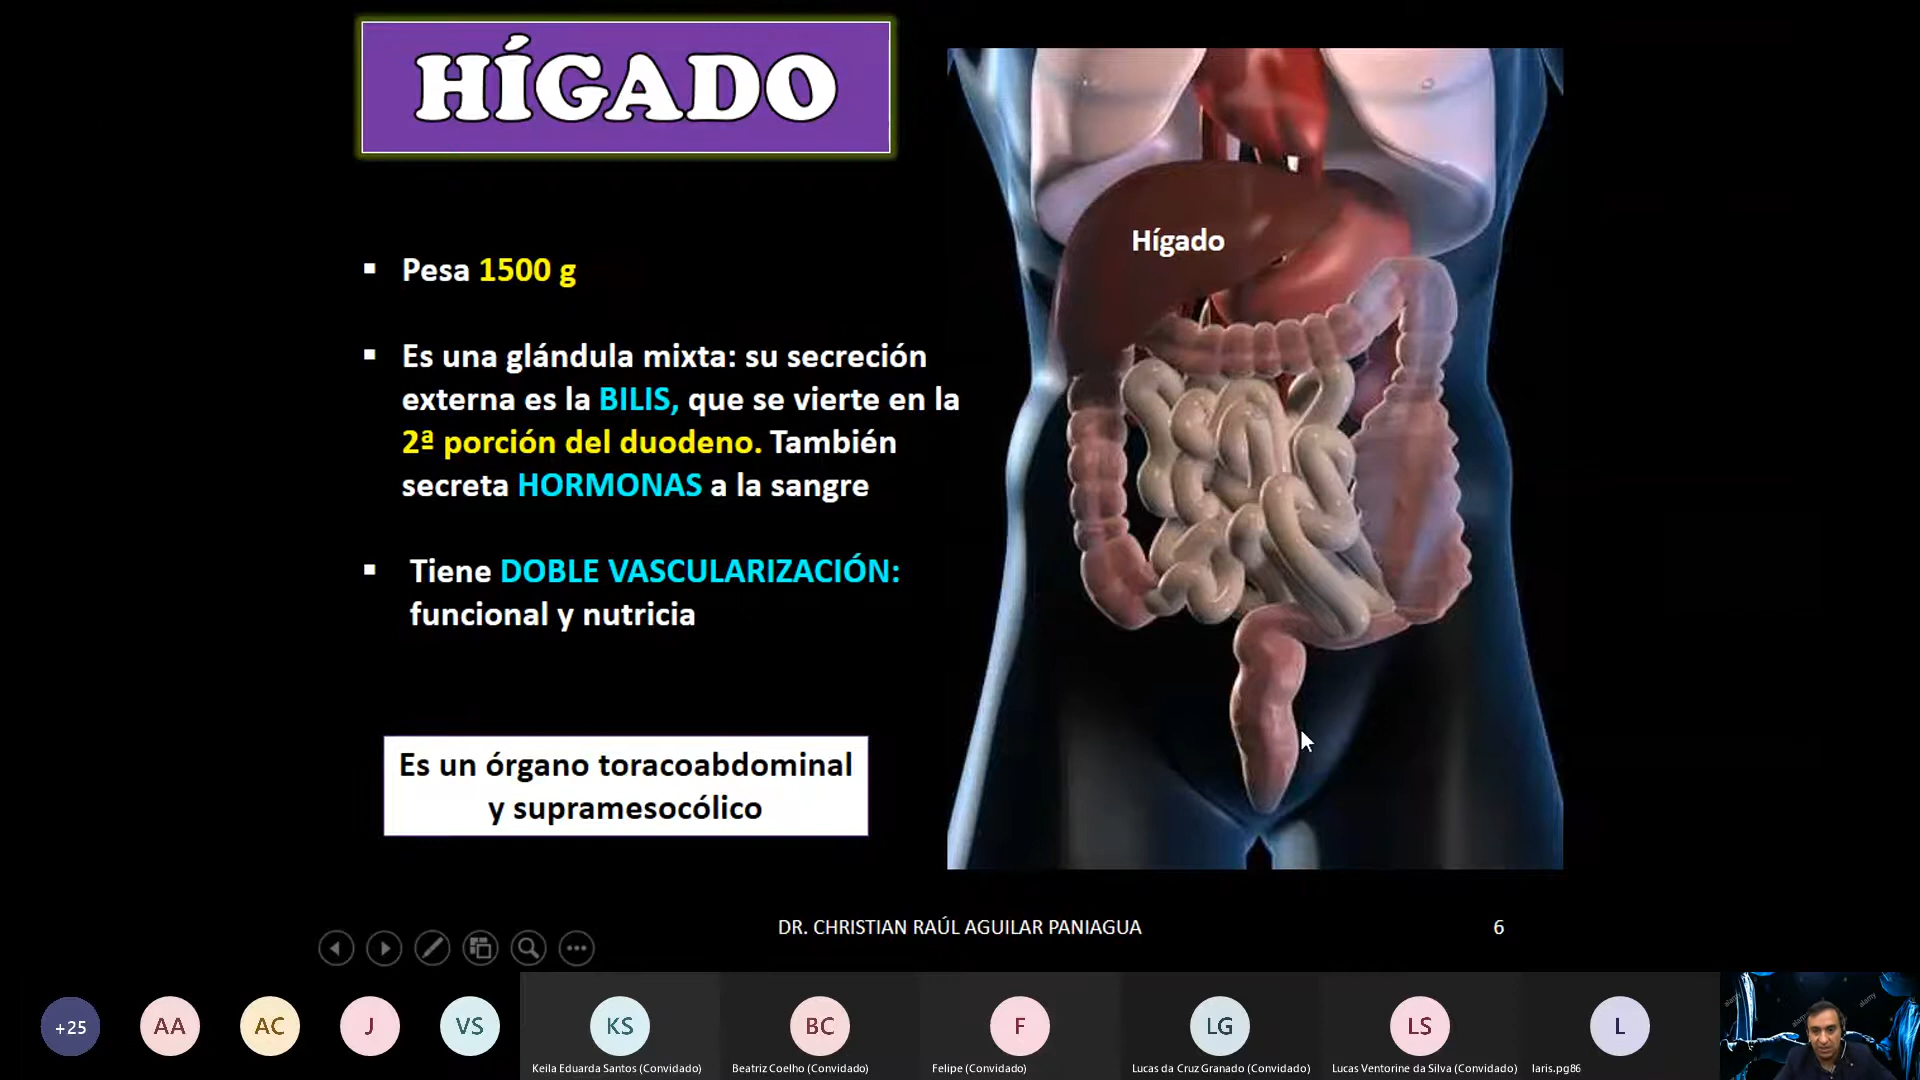 HÍGADO
Hígado
▪ Pesa 1500 g
▪ Es una glándula mixta: su secreción
externa es la BILIS, que se vierte en la
2ª porción del duodeno. También
secreta HORMONAS a la sangre
▪ Tiene DOBLE VASCULARIZACIÓN:
funcional y nutricia
Es un órgano toracoabdominal
y supramesocólico
DR. CHRISTIAN RAÚL AGUILAR PANIAGUA
6
+25
AA
AC
J
VS
KS
BC
F
LG
LS
L
Keila Eduarda Santos (Convidado)
Beatriz Coelho (Convidado)
Felipe (Convidado)
Lucas da Cruz Granado (Convidado)
Lucas Ventorine da Silva (Convidado)
laris.pg86
alamy
alamy